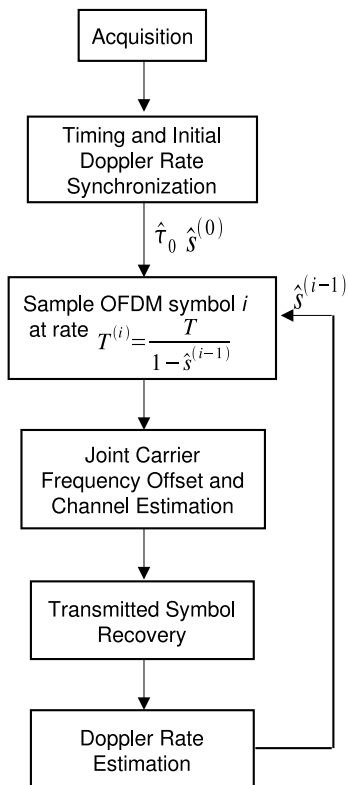 Acquisition
Timing and Initial
Doppler Rate
Synchronization
τ̂₀ ŝ⁽⁰⁾
ŝ⁽ⁱ⁻¹⁾
Sample OFDM symbol i
at rate T⁽ⁱ⁾ = T / (1 − ŝ⁽ⁱ⁻¹⁾)
Joint Carrier
Frequency Offset and
Channel Estimation
Transmitted Symbol
Recovery
Doppler Rate
Estimation